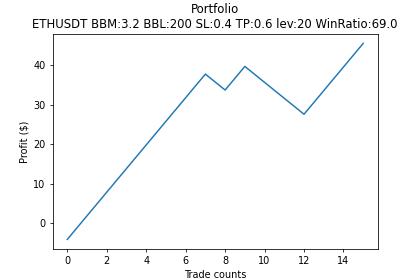 Portfolio
ETHUSDT BBM:3.2 BBL:200 SL:0.4 TP:0.6 lev:20 WinRatio:69.0
40
30
20
10
0
Profit ($)
0 2 4 6 8 10 12 14
Trade counts